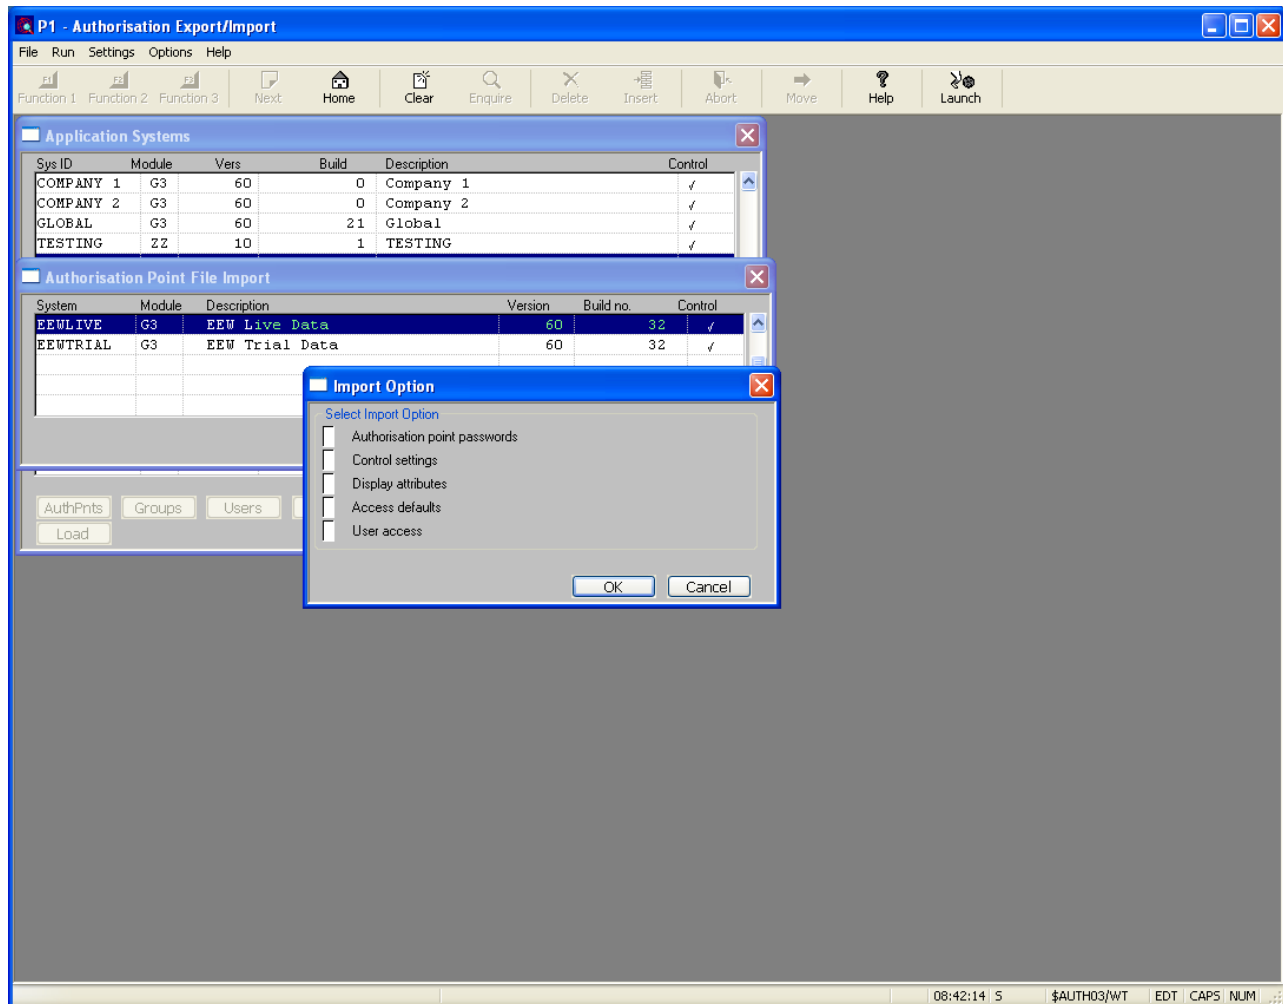 P1 - Authorisation Export/Import
File Run Settings Options Help
F1 F2 F3
Function 1 Function 2 Function 3 Next Home Clear Enquire Delete Insert Abort Move Help Launch
Application Systems
Sys ID Module Vers Build Description Control
COMPANY 1 G3 60 0 Company 1 √
COMPANY 2 G3 60 0 Company 2 √
GLOBAL G3 60 21 Global √
TESTING ZZ 10 1 TESTING √
Authorisation Point File Import
System Module Description Version Build no. Control
EEWLIVE G3 EEW Live Data 60 32 √
EEWTRIAL G3 EEW Trial Data 60 32 √
Import Option
Select Import Option
Authorisation point passwords
Control settings
Display attributes
Access defaults
User access
OK Cancel
AuthPnts Groups Users
Load
08:42:14 S $AUTH03/WT EDT CAPS NUM